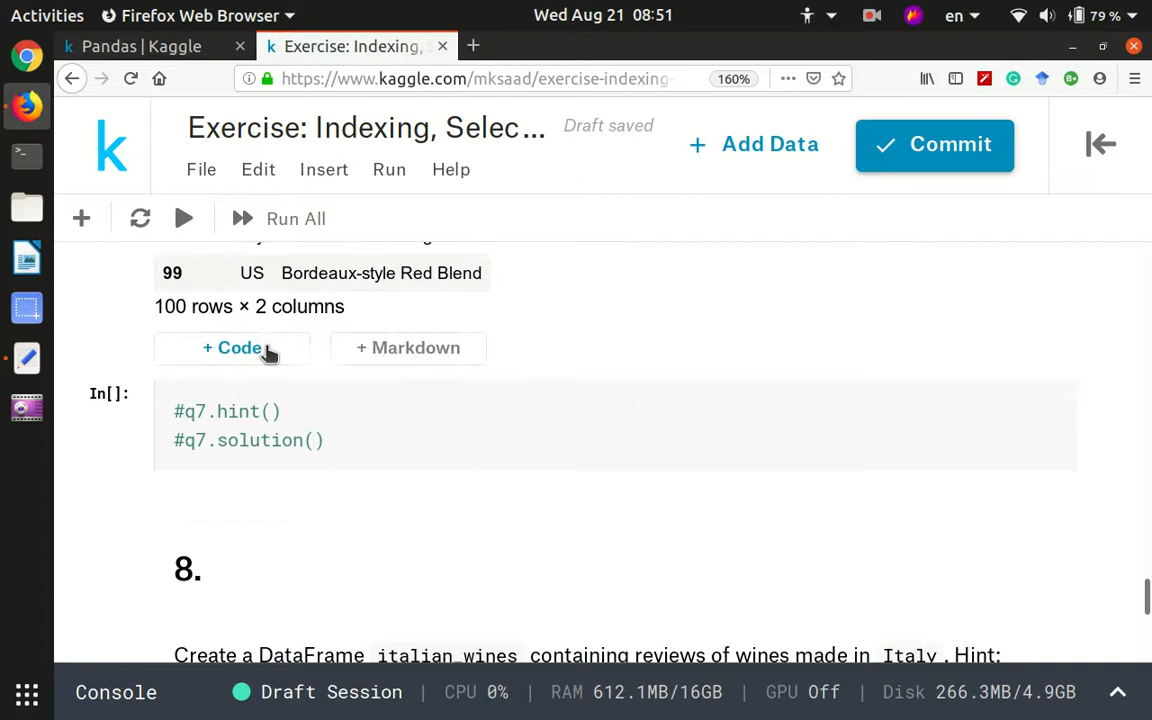 Activities Firefox Web Browser Wed Aug 21 08:51 en 79 %
Pandas | Kaggle Exercise: Indexing,
https://www.kaggle.com/mksaad/exercise-indexing- 160%
k Exercise: Indexing, Selec... Draft saved + Add Data Commit
File Edit Insert Run Help
Run All
99 US Bordeaux-style Red Blend
100 rows × 2 columns
+ Code + Markdown
In[]: #q7.hint()
#q7.solution()
8.
Create a DataFrame italian_wines containing reviews of wines made in Italy. Hint:
Console Draft Session | CPU 0% | RAM 612.1MB/16GB | GPU Off | Disk 266.3MB/4.9GB